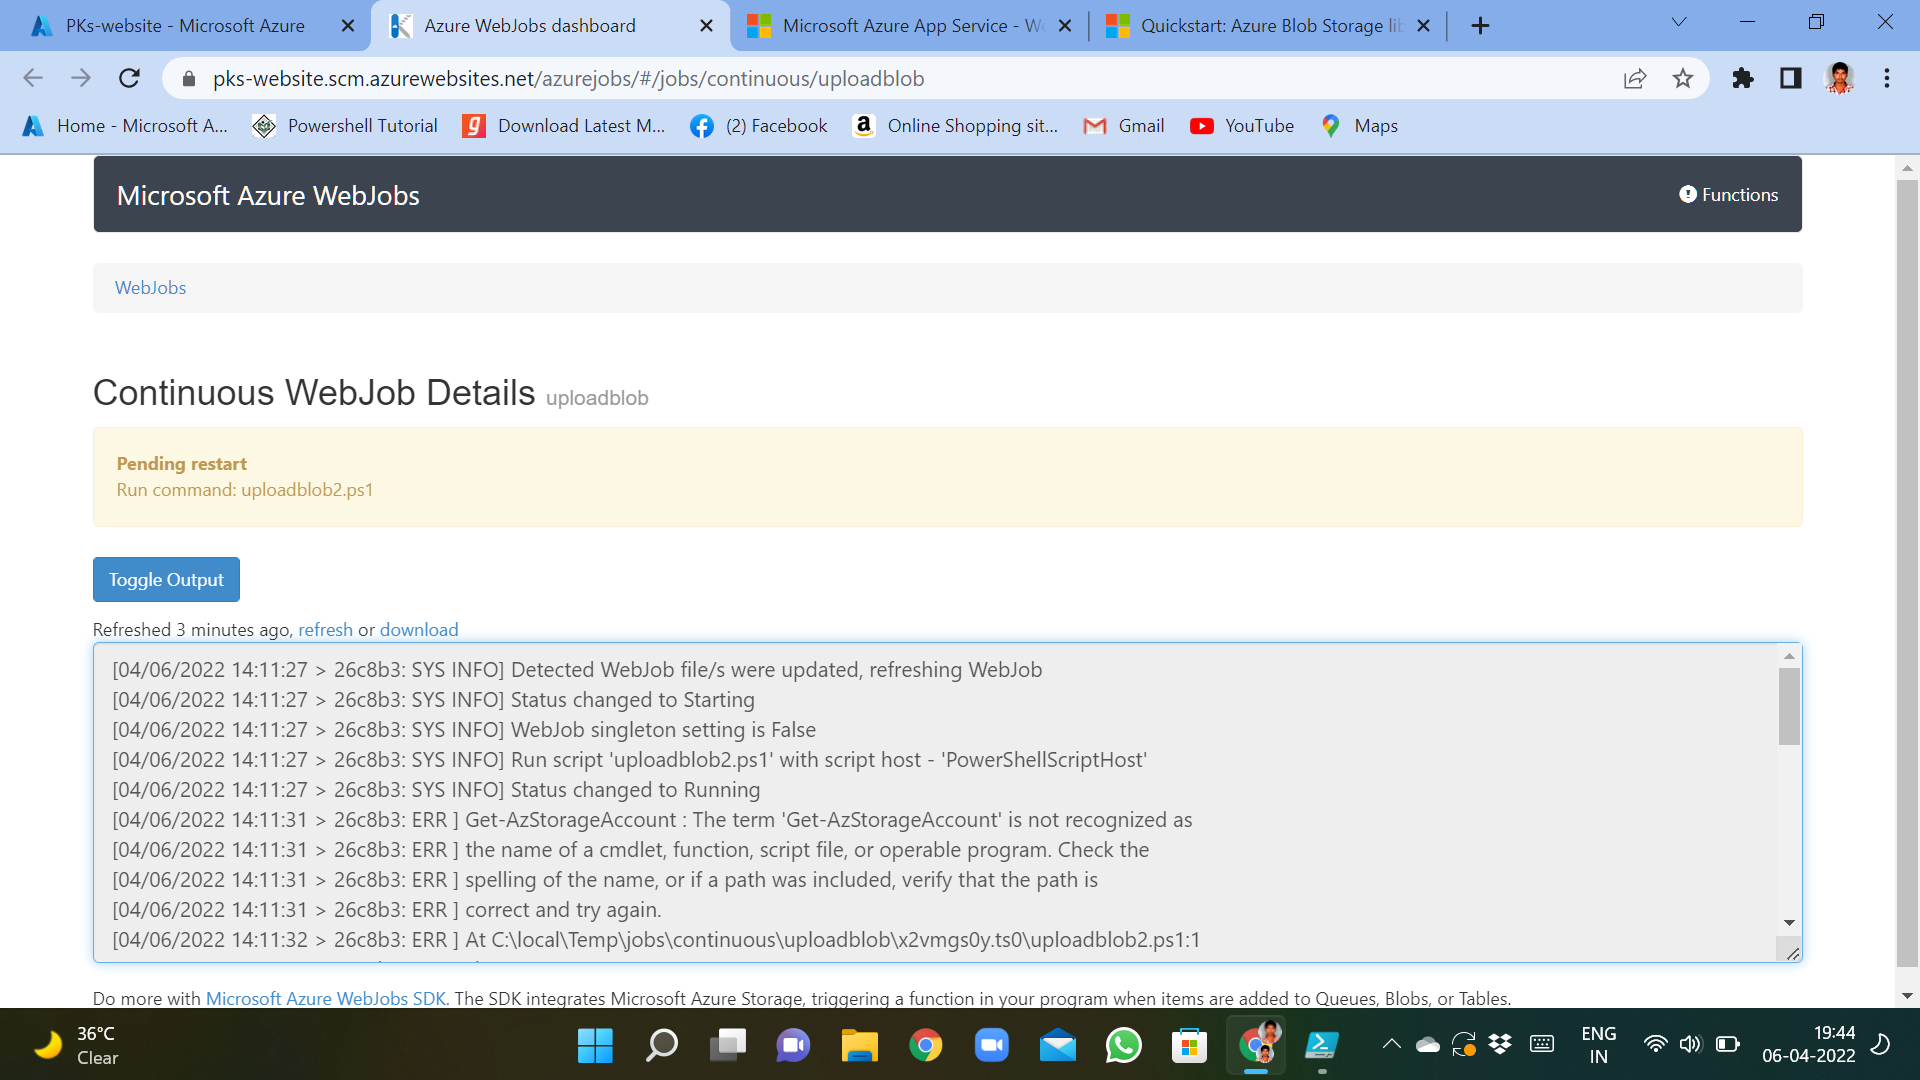 PKs-website - Microsoft Azure
Azure WebJobs dashboard
Microsoft Azure App Service - We
Quickstart: Azure Blob Storage lib
pks-website.scm.azurewebsites.net/azurejobs/#/jobs/continuous/uploadblob
Home - Microsoft A...
Powershell Tutorial
Download Latest M...
(2) Facebook
Online Shopping sit...
Gmail
YouTube
Maps
Microsoft Azure WebJobs
Functions
WebJobs
Continuous WebJob Details uploadblob
Pending restart
Run command: uploadblob2.ps1
Toggle Output
Refreshed 3 minutes ago, refresh or download
[04/06/2022 14:11:27 > 26c8b3: SYS INFO] Detected WebJob file/s were updated, refreshing WebJob
[04/06/2022 14:11:27 > 26c8b3: SYS INFO] Status changed to Starting
[04/06/2022 14:11:27 > 26c8b3: SYS INFO] WebJob singleton setting is False
[04/06/2022 14:11:27 > 26c8b3: SYS INFO] Run script 'uploadblob2.ps1' with script host - 'PowerShellScriptHost'
[04/06/2022 14:11:27 > 26c8b3: SYS INFO] Status changed to Running
[04/06/2022 14:11:31 > 26c8b3: ERR ] Get-AzStorageAccount : The term 'Get-AzStorageAccount' is not recognized as
[04/06/2022 14:11:31 > 26c8b3: ERR ] the name of a cmdlet, function, script file, or operable program. Check the
[04/06/2022 14:11:31 > 26c8b3: ERR ] spelling of the name, or if a path was included, verify that the path is
[04/06/2022 14:11:31 > 26c8b3: ERR ] correct and try again.
[04/06/2022 14:11:32 > 26c8b3: ERR ] At C:\local\Temp\jobs\continuous\uploadblob\x2vmgs0y.ts0\uploadblob2.ps1:1
Do more with Microsoft Azure WebJobs SDK. The SDK integrates Microsoft Azure Storage, triggering a function in your program when items are added to Queues, Blobs, or Tables.
36°C
Clear
ENG
IN
19:44
06-04-2022